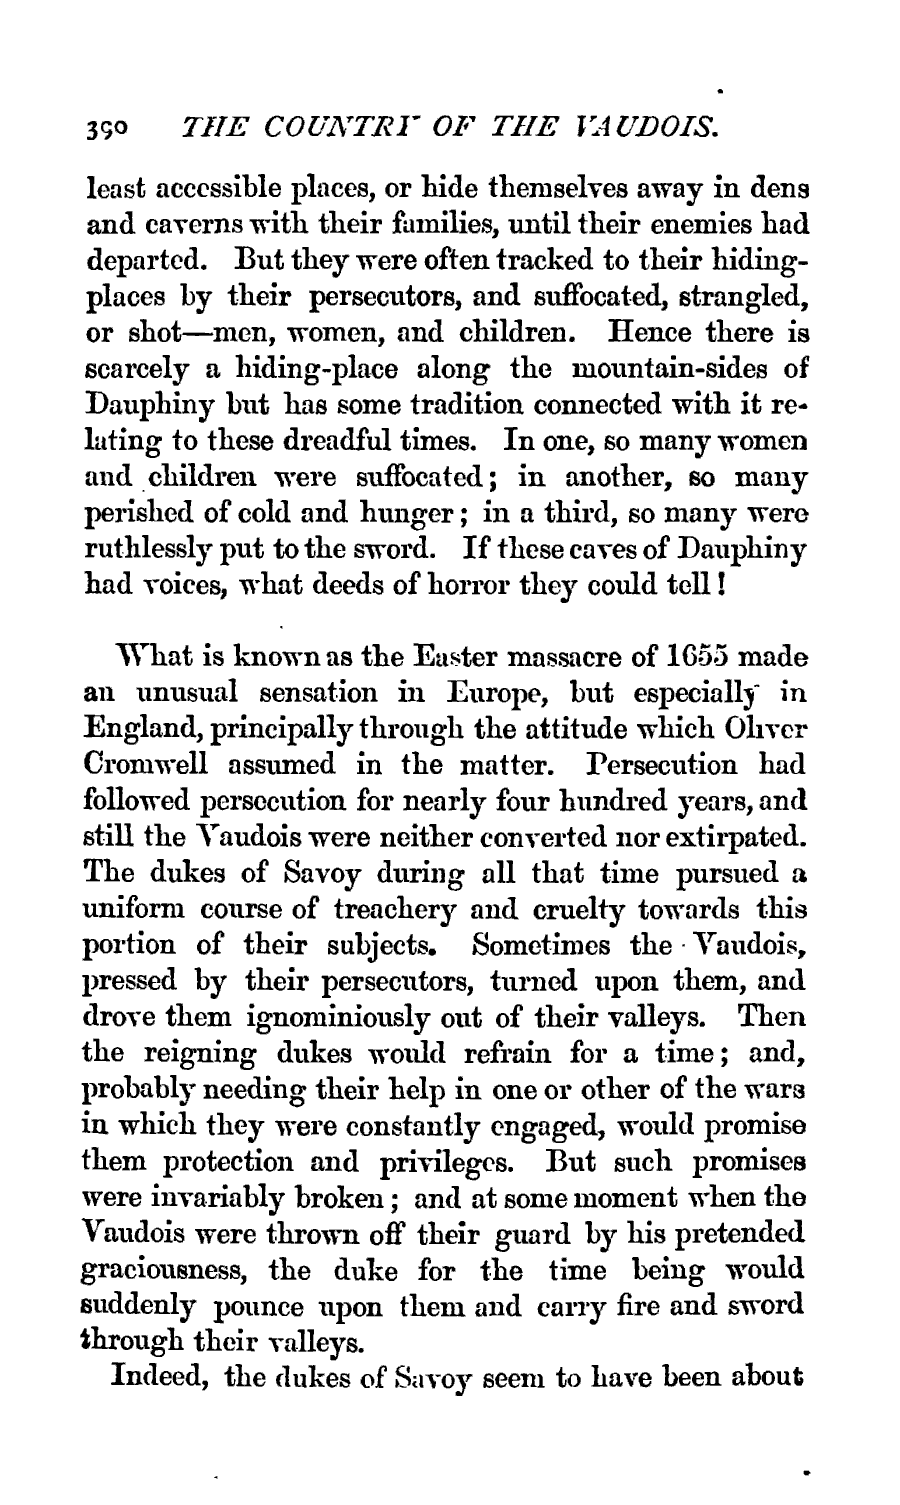 390 THE COUNTRY OF THE VAUDOIS.
least accessible places, or hide themselves away in dens
and caverns with their families, until their enemies had
departed. But they were often tracked to their hiding-
places by their persecutors, and suffocated, strangled,
or shot—men, women, and children. Hence there is
scarcely a hiding-place along the mountain-sides of
Dauphiny but has some tradition connected with it re-
lating to these dreadful times. In one, so many women
and children were suffocated; in another, so many
perished of cold and hunger; in a third, so many were
ruthlessly put to the sword. If these caves of Dauphiny
had voices, what deeds of horror they could tell!
What is known as the Easter massacre of 1655 made
an unusual sensation in Europe, but especially in
England, principally through the attitude which Oliver
Cromwell assumed in the matter. Persecution had
followed persecution for nearly four hundred years, and
still the Vaudois were neither converted nor extirpated.
The dukes of Savoy during all that time pursued a
uniform course of treachery and cruelty towards this
portion of their subjects. Sometimes the Vaudois,
pressed by their persecutors, turned upon them, and
drove them ignominiously out of their valleys. Then
the reigning dukes would refrain for a time; and,
probably needing their help in one or other of the wars
in which they were constantly engaged, would promise
them protection and privileges. But such promises
were invariably broken; and at some moment when the
Vaudois were thrown off their guard by his pretended
graciousness, the duke for the time being would
suddenly pounce upon them and carry fire and sword
through their valleys.
Indeed, the dukes of Savoy seem to have been about